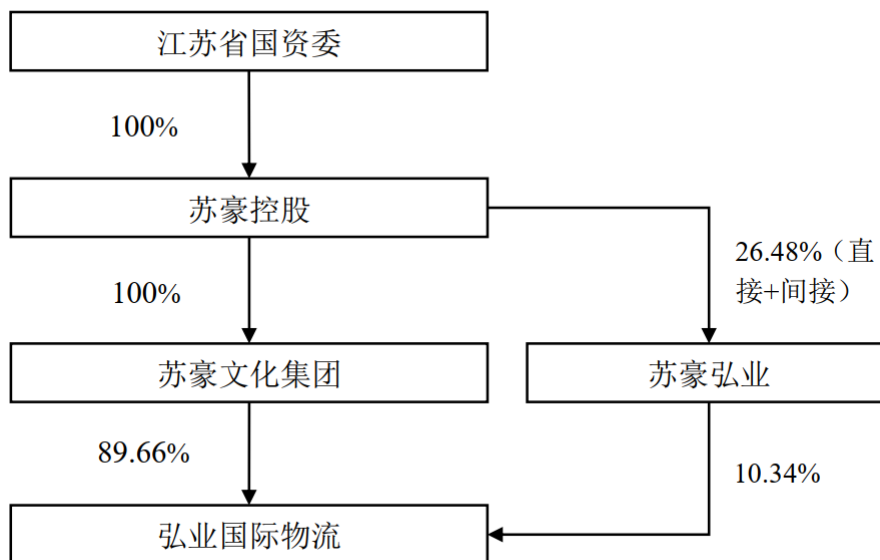 江苏省国资委
100%
苏豪控股
26.48%（直
接+间接）
100%
苏豪文化集团
苏豪弘业
89.66%
10.34%
弘业国际物流